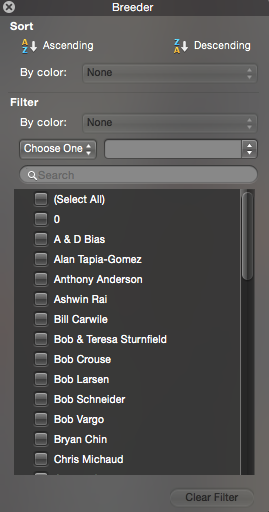 Breeder
Sort
A Z Ascending Z A Descending
By color: None
Filter
By color: None
Choose One
Search
(Select All)
0
A & D Bias
Alan Tapia-Gomez
Anthony Anderson
Ashwin Rai
Bill Carwile
Bob & Teresa Sturnfield
Bob Crouse
Bob Larsen
Bob Schneider
Bob Vargo
Bryan Chin
Chris Michaud
Clear Filter